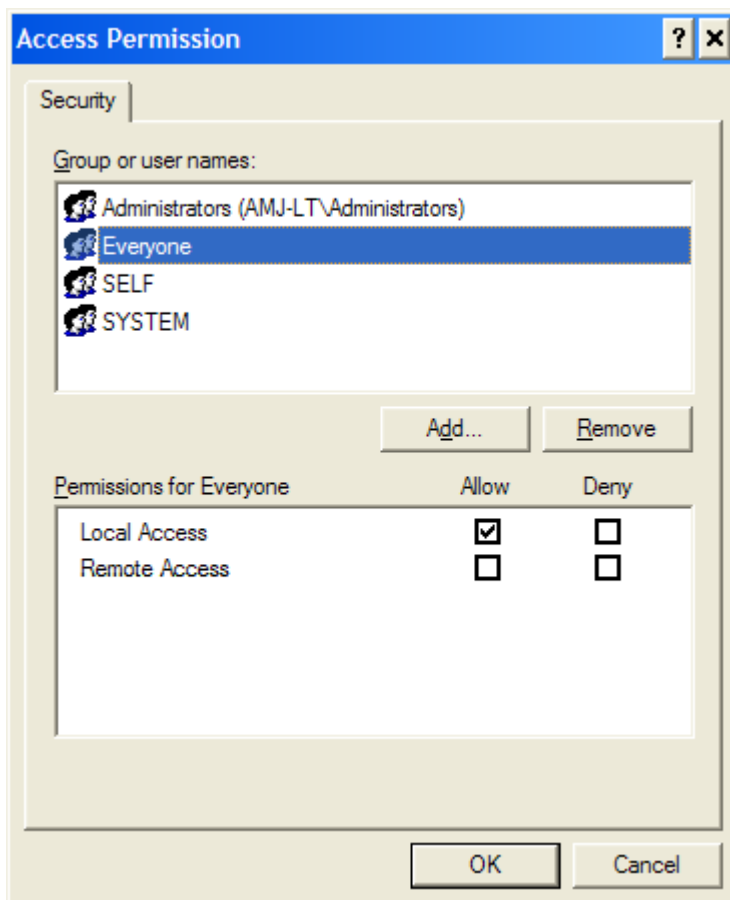 Access Permission
Security
Group or user names:
Administrators (AMJ-LT\Administrators)
Everyone
SELF
SYSTEM
Add...
Remove
Permissions for Everyone Allow Deny
Local Access
Remote Access
OK
Cancel